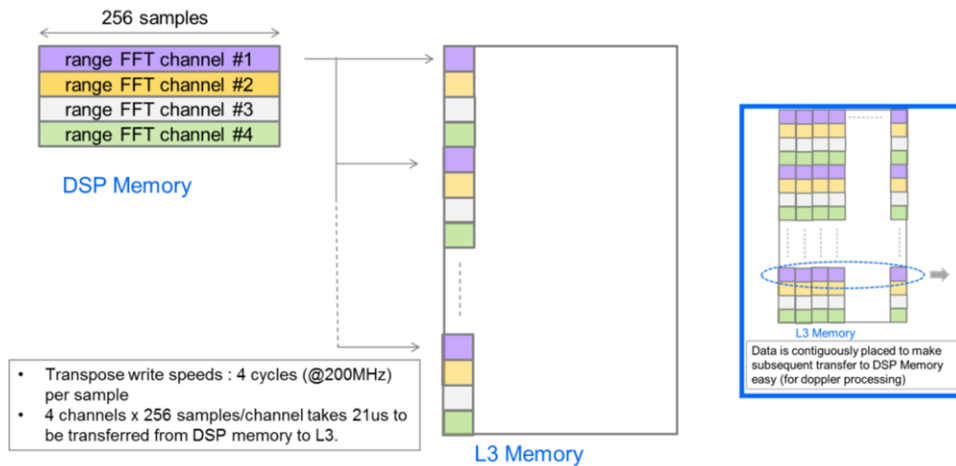 256 samples
range FFT channel #1
range FFT channel #2
range FFT channel #3
range FFT channel #4
DSP Memory
• Transpose write speeds : 4 cycles (@200MHz)
per sample
• 4 channels x 256 samples/channel takes 21us to
be transferred from DSP memory to L3.
L3 Memory
L3 Memory
Data is contiguously placed to make
subsequent transfer to DSP Memory
easy (for doppler processing)